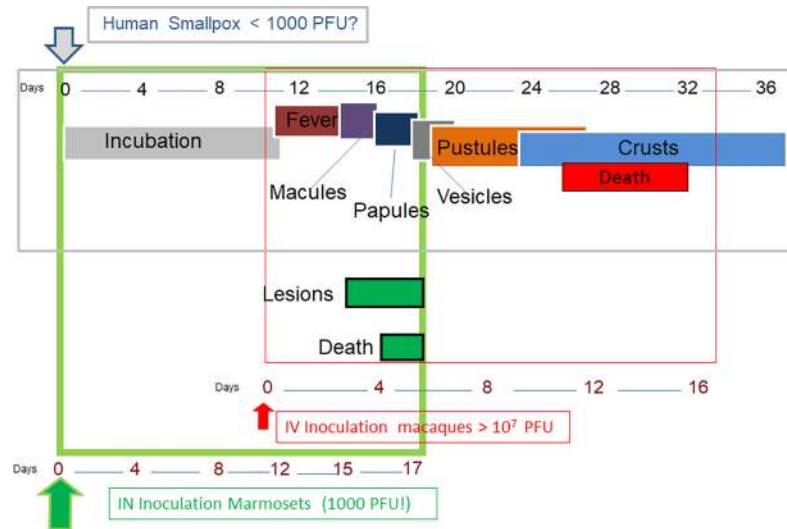 Human Smallpox < 1000 PFU?
Days 0 4 8 12 16 20 24 28 32 36
Fever
Incubation
Pustules
Crusts
Macules
Death
Papules
Vesicles
Lesions
Death
Days 0 4 8 12 16
IV Inoculation macaques > 10⁷ PFU
Days 0 4 8 12 15 17
IN Inoculation Marmosets (1000 PFU!)